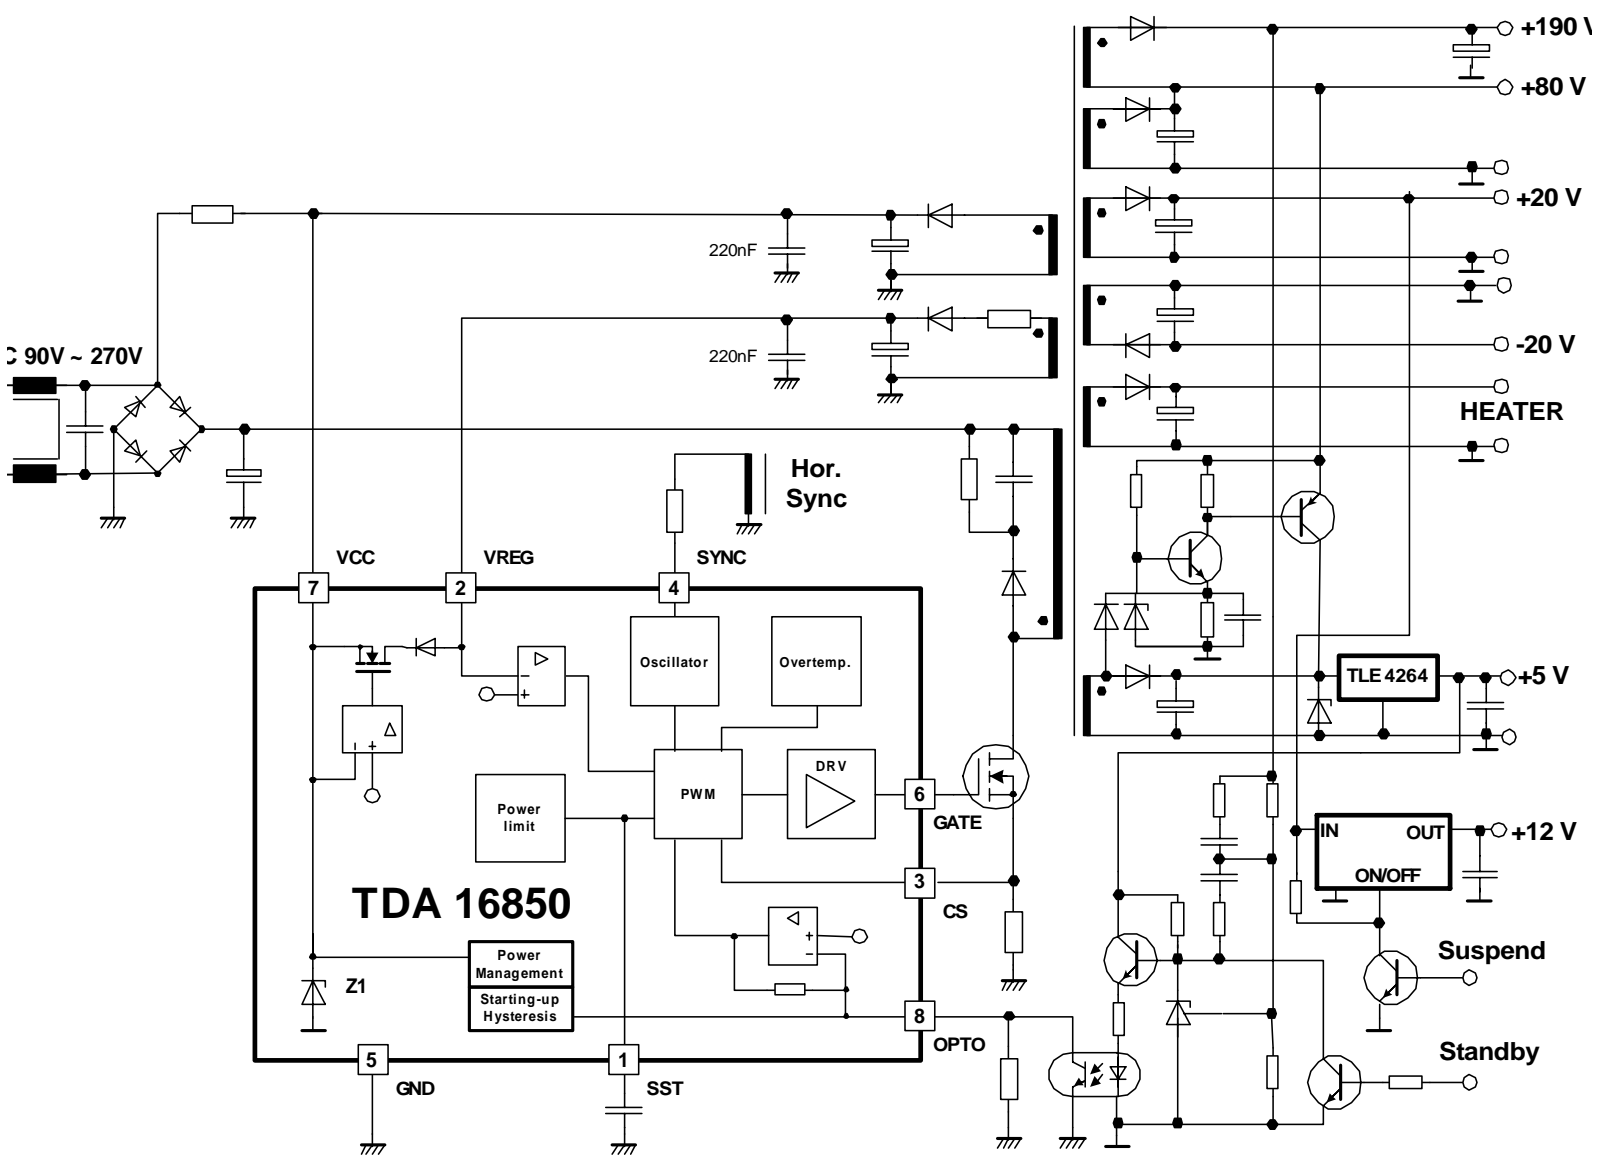 +190 V
+80 V
+20 V
220nF
-20 V
220nF
C 90V ~ 270V
HEATER
Hor.
Sync
VCC
VREG
SYNC
7
2
4
Oscillator
Overtemp.
TLE 4264
+5 V
DRV
PWM
6
GATE
Power
limit
IN
OUT
+12 V
ON/OFF
3
CS
TDA 16850
Power
Management
Starting-up
Hysteresis
Z1
Suspend
8
OPTO
5
GND
1
SST
Standby